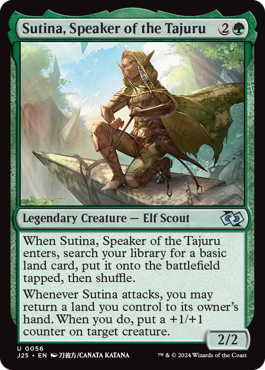 Sutina, Speaker of the Tajuru 2
Legendary Creature — Elf Scout
When Sutina, Speaker of the Tajuru
enters, search your library for a basic
land card, put it onto the battlefield
tapped, then shuffle.
Whenever Sutina attacks, you may
return a land you control to its owner's
hand. When you do, put a +1/+1
counter on target creature.
2/2
U 0056
J25 • EN 刀彼方/CANATA KATANA
™ & © 2024 Wizards of the Coast